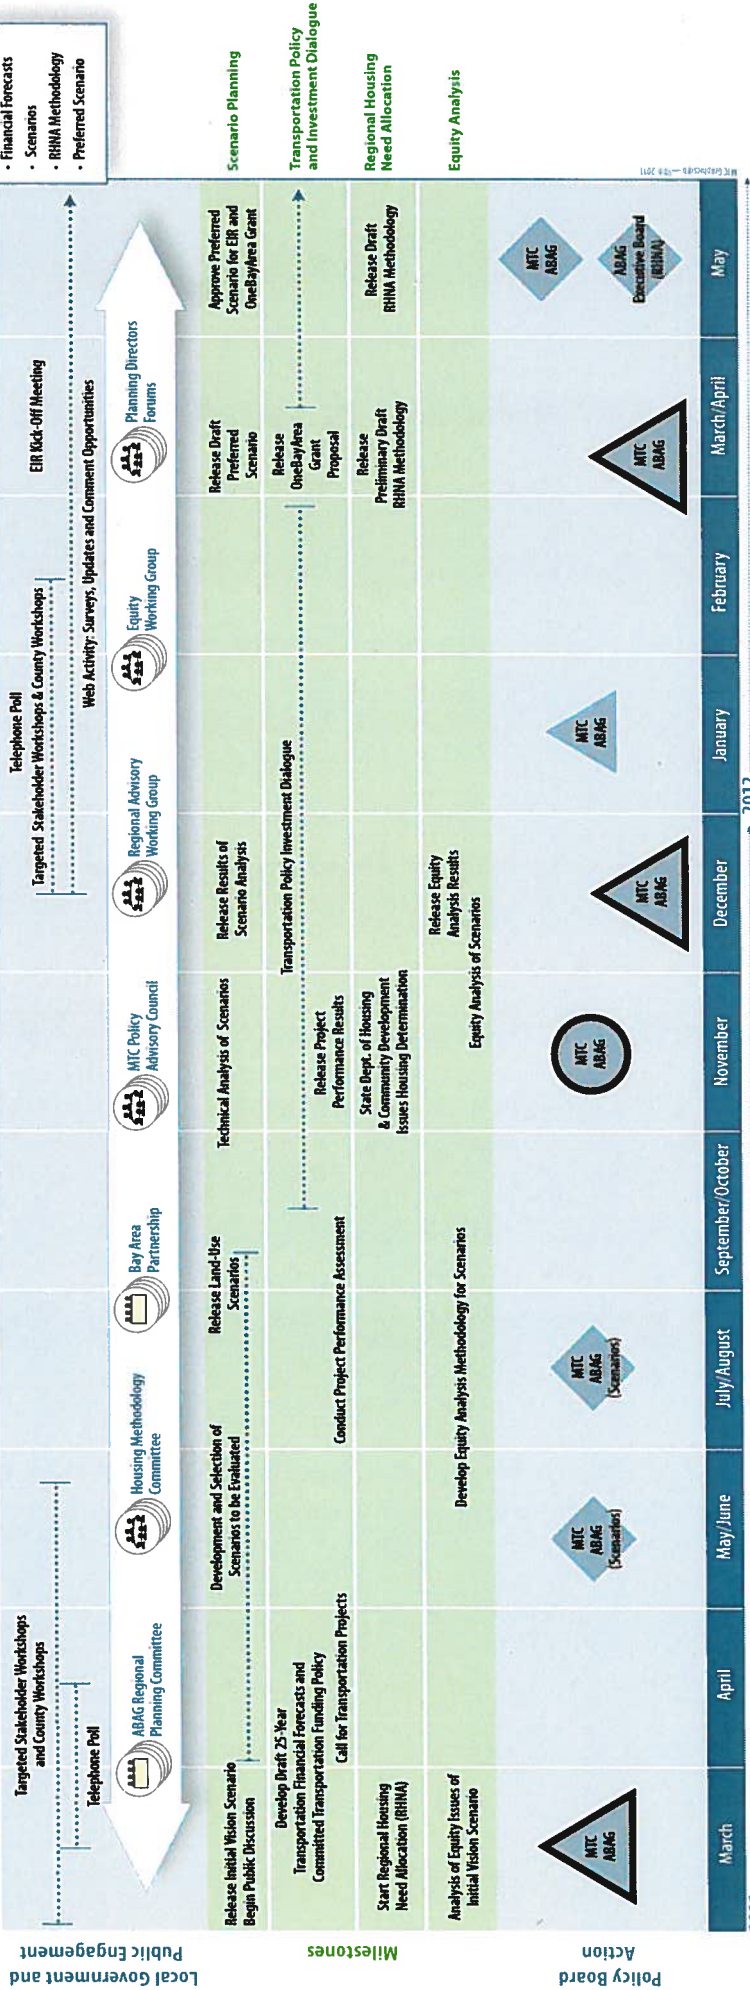 • Financial Forecasts
• Scenarios
• RHNA Methodology
• Preferred Scenario
Local Government and
Public Engagement
Targeted Stakeholder Workshops
and County Workshops
Telephone Poll
Telephone Poll
Targeted Stakeholder Workshops & County Workshops
EIR Kick-Off Meeting
Web Activity: Surveys, Updates and Comment Opportunities
ABAG Regional
Planning Committee
Housing Methodology
Committee
Bay Area
Partnership
MTC Policy
Advisory Council
Regional Advisory
Working Group
Equity
Working Group
Planning Directors
Forums
Milestones
Release Initial Vision Scenario
Begin Public Discussion
Development and Selection of
Scenarios to be Evaluated
Release Land-Use
Scenarios
Technical Analysis of Scenarios
Release Results of
Scenario Analysis
Release Draft
Preferred
Scenario
Approve Preferred
Scenario for EIR and
OneBayArea Grant
Scenario Planning
Develop Draft 25-Year
Transportation Financial Forecasts and
Committed Transportation Funding Policy
Call for Transportation Projects
Conduct Project Performance Assessment
Transportation Policy Investment Dialogue
Release Project
Performance Results
Release
OneBayArea
Grant
Proposal
Transportation Policy
and Investment Dialogue
Start Regional Housing
Need Allocation (RHNA)
State Dept. of Housing
& Community Development
Issues Housing Determination
Release
Preliminary Draft
RHNA Methodology
Release Draft
RHNA Methodology
Regional Housing
Need Allocation
Analysis of Equity Issues of
Initial Vision Scenario
Develop Equity Analysis Methodology for Scenarios
Equity Analysis of Scenarios
Release Equity
Analysis Results
Equity Analysis
Policy Board
Action
MTC
ABAG
MTC
ABAG
(Scenarios)
MTC
ABAG
(Scenarios)
MTC
ABAG
MTC
ABAG
MTC
ABAG
MTC
ABAG
MTC
ABAG
ABAG
Executive Board
(RHNA)
March
April
May/June
July/August
September/October
November
December
January
February
March/April
May
2012